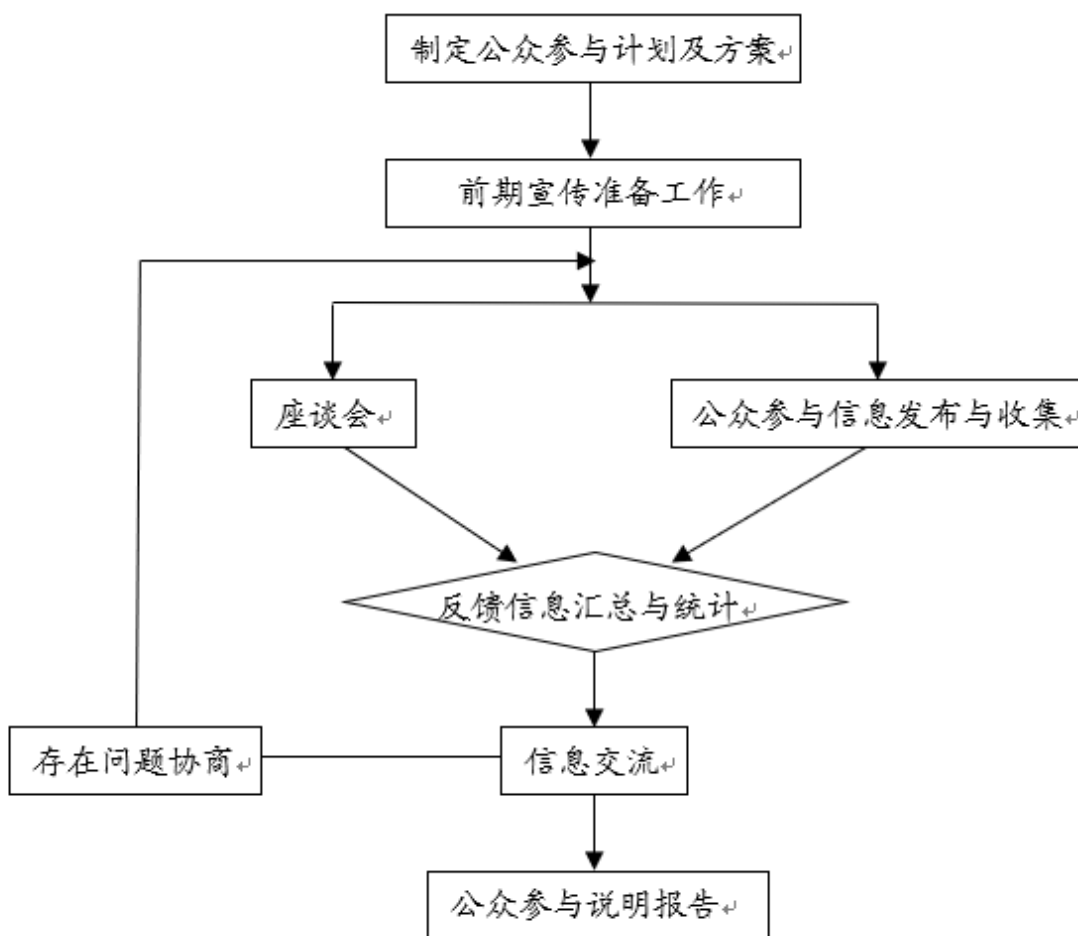 制定公众参与计划及方案
前期宣传准备工作
座谈会
公众参与信息发布与收集
反馈信息汇总与统计
存在问题协商
信息交流
公众参与说明报告